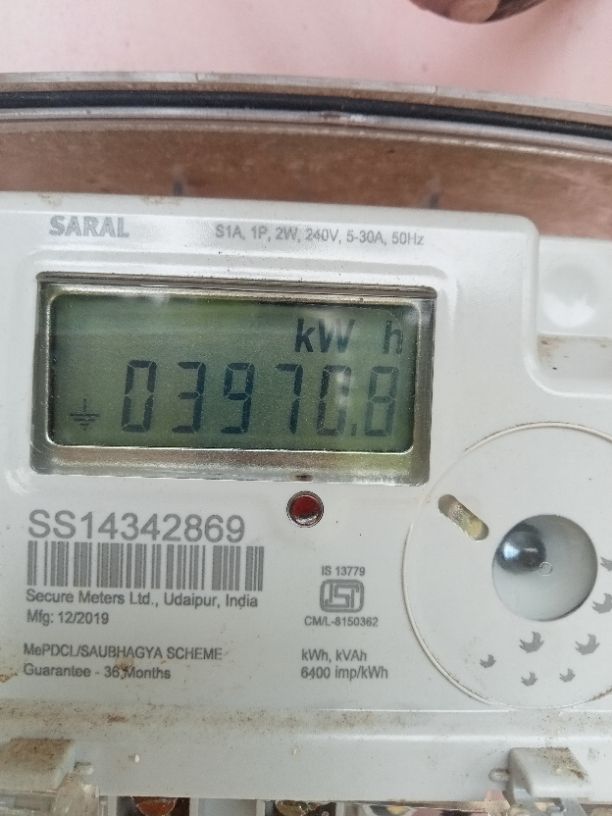 SARAL
S1A, 1P, 2W, 240V, 5-30A, 50Hz
kW h
03970.8
SS14342869
Secure Meters Ltd., Udaipur, India
Mfg: 12/2019
MePDCL/SAUBHAGYA SCHEME
Guarantee - 36 Months
IS 13779
ISI
CM/L-8150362
kWh, kVAh
6400 imp/kWh